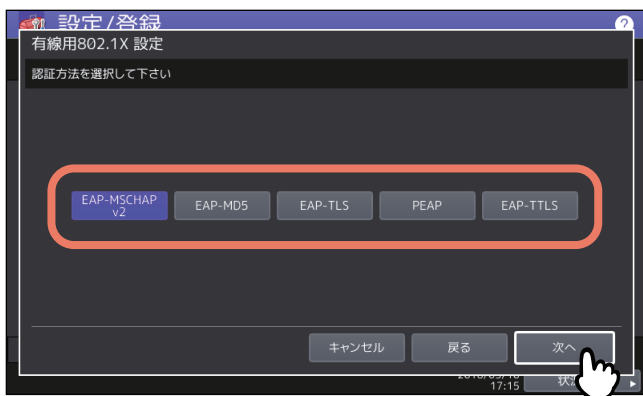 設定/登録
?
有線用802.1X 設定
認証方法を選択して下さい
EAP-MSCHAP
v2
EAP-MD5
EAP-TLS
PEAP
EAP-TTLS
キャンセル
戻る
次へ
17:15